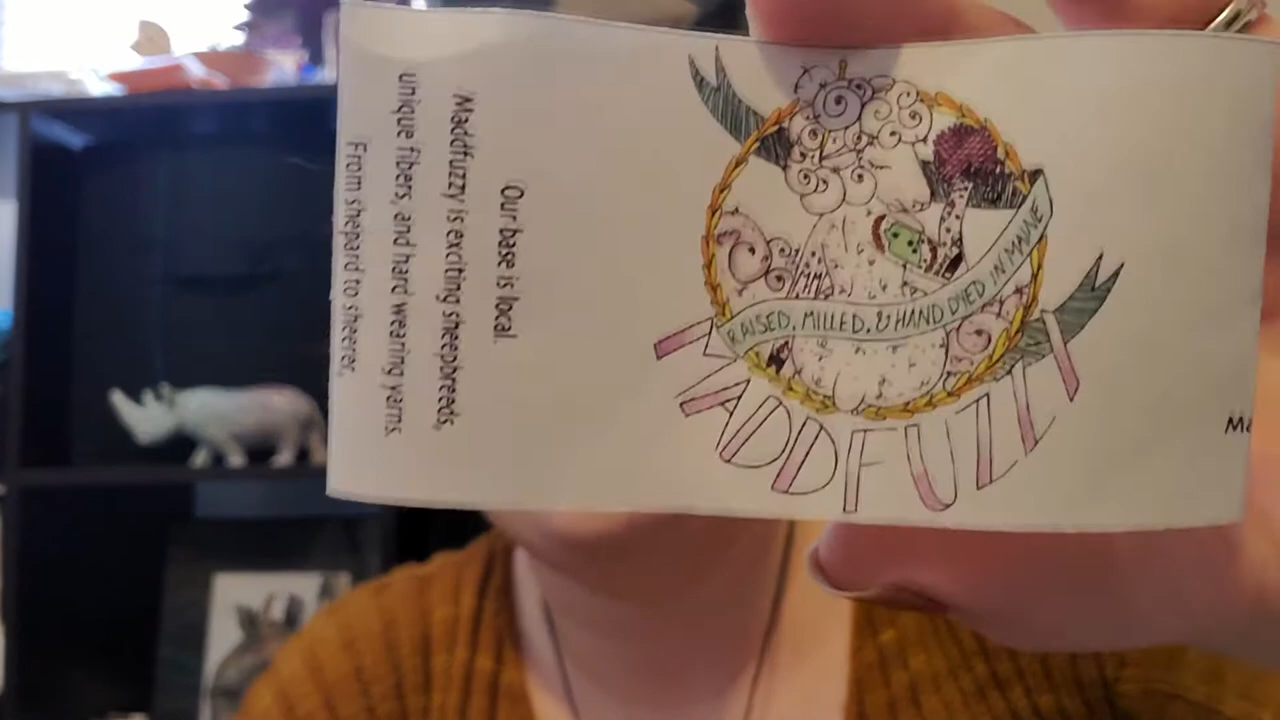 RAISED, MILLED, & HAND DYED IN MAINE
MADDFUZZY
Our base is local.
Maddfuzzy is exciting sheepbreeds,
unique fibers, and hard wearing yarns.
From shepard to sheerer,